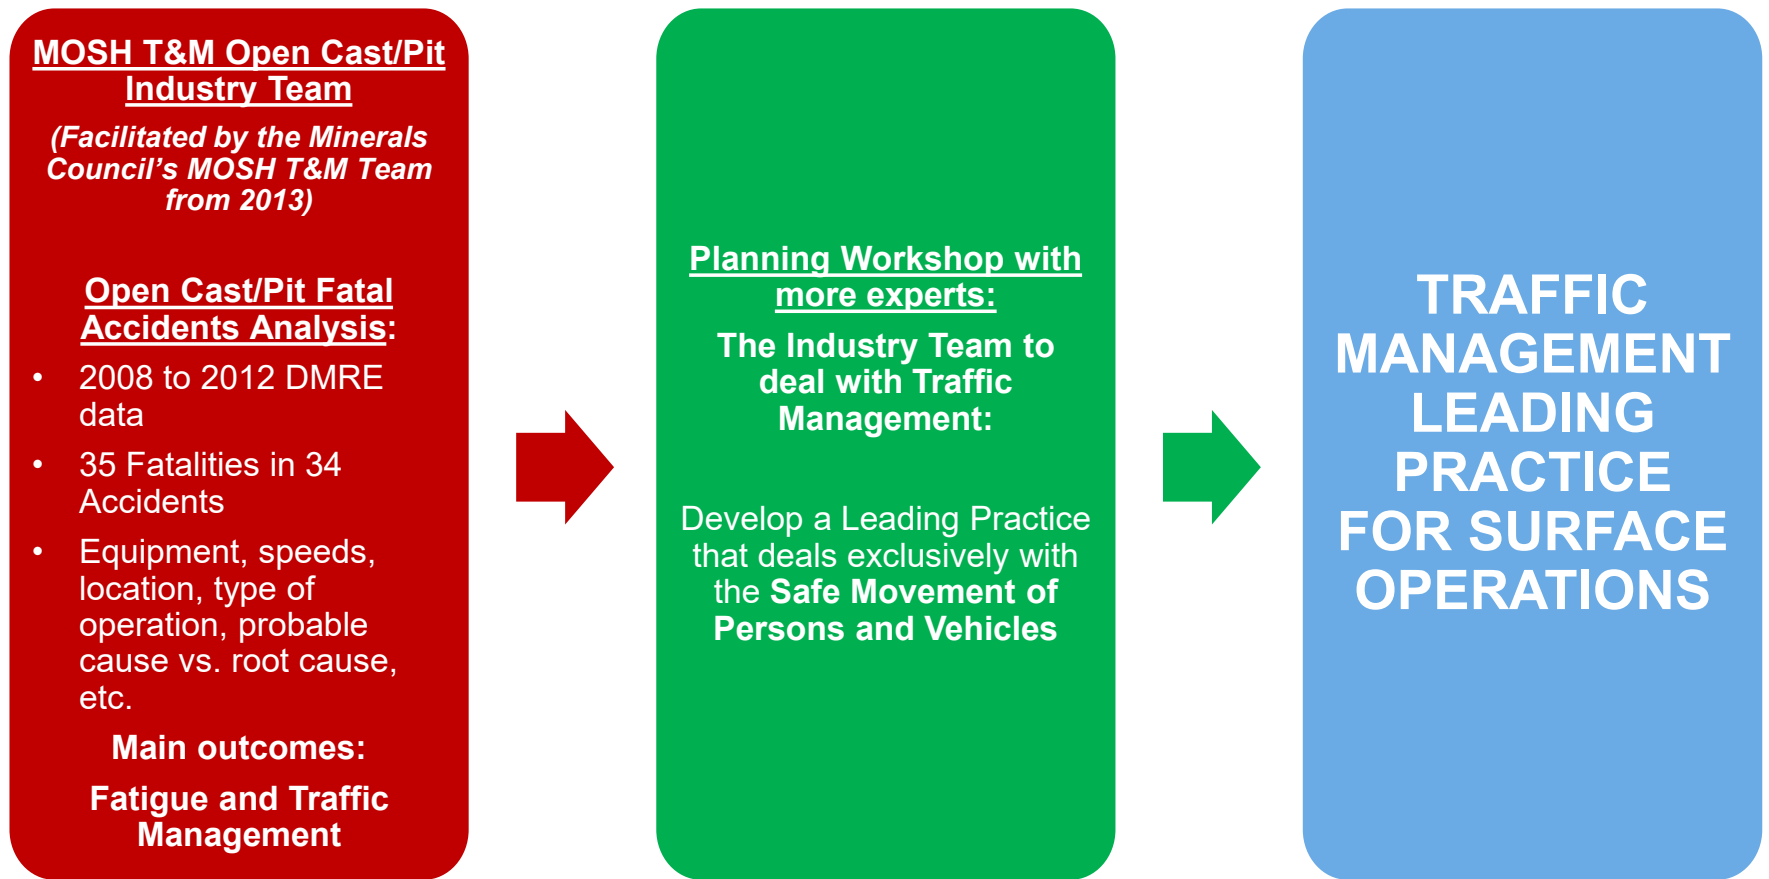 MOSH T&M Open Cast/Pit
Industry Team
(Facilitated by the Minerals
Council’s MOSH T&M Team
from 2013)
Open Cast/Pit Fatal
Accidents Analysis:
• 2008 to 2012 DMRE
data
• 35 Fatalities in 34
Accidents
• Equipment, speeds,
location, type of
operation, probable
cause vs. root cause,
etc.
Main outcomes:
Fatigue and Traffic
Management
Planning Workshop with
more experts:
The Industry Team to
deal with Traffic
Management:
Develop a Leading Practice
that deals exclusively with
the Safe Movement of
Persons and Vehicles
TRAFFIC
MANAGEMENT
LEADING
PRACTICE
FOR SURFACE
OPERATIONS